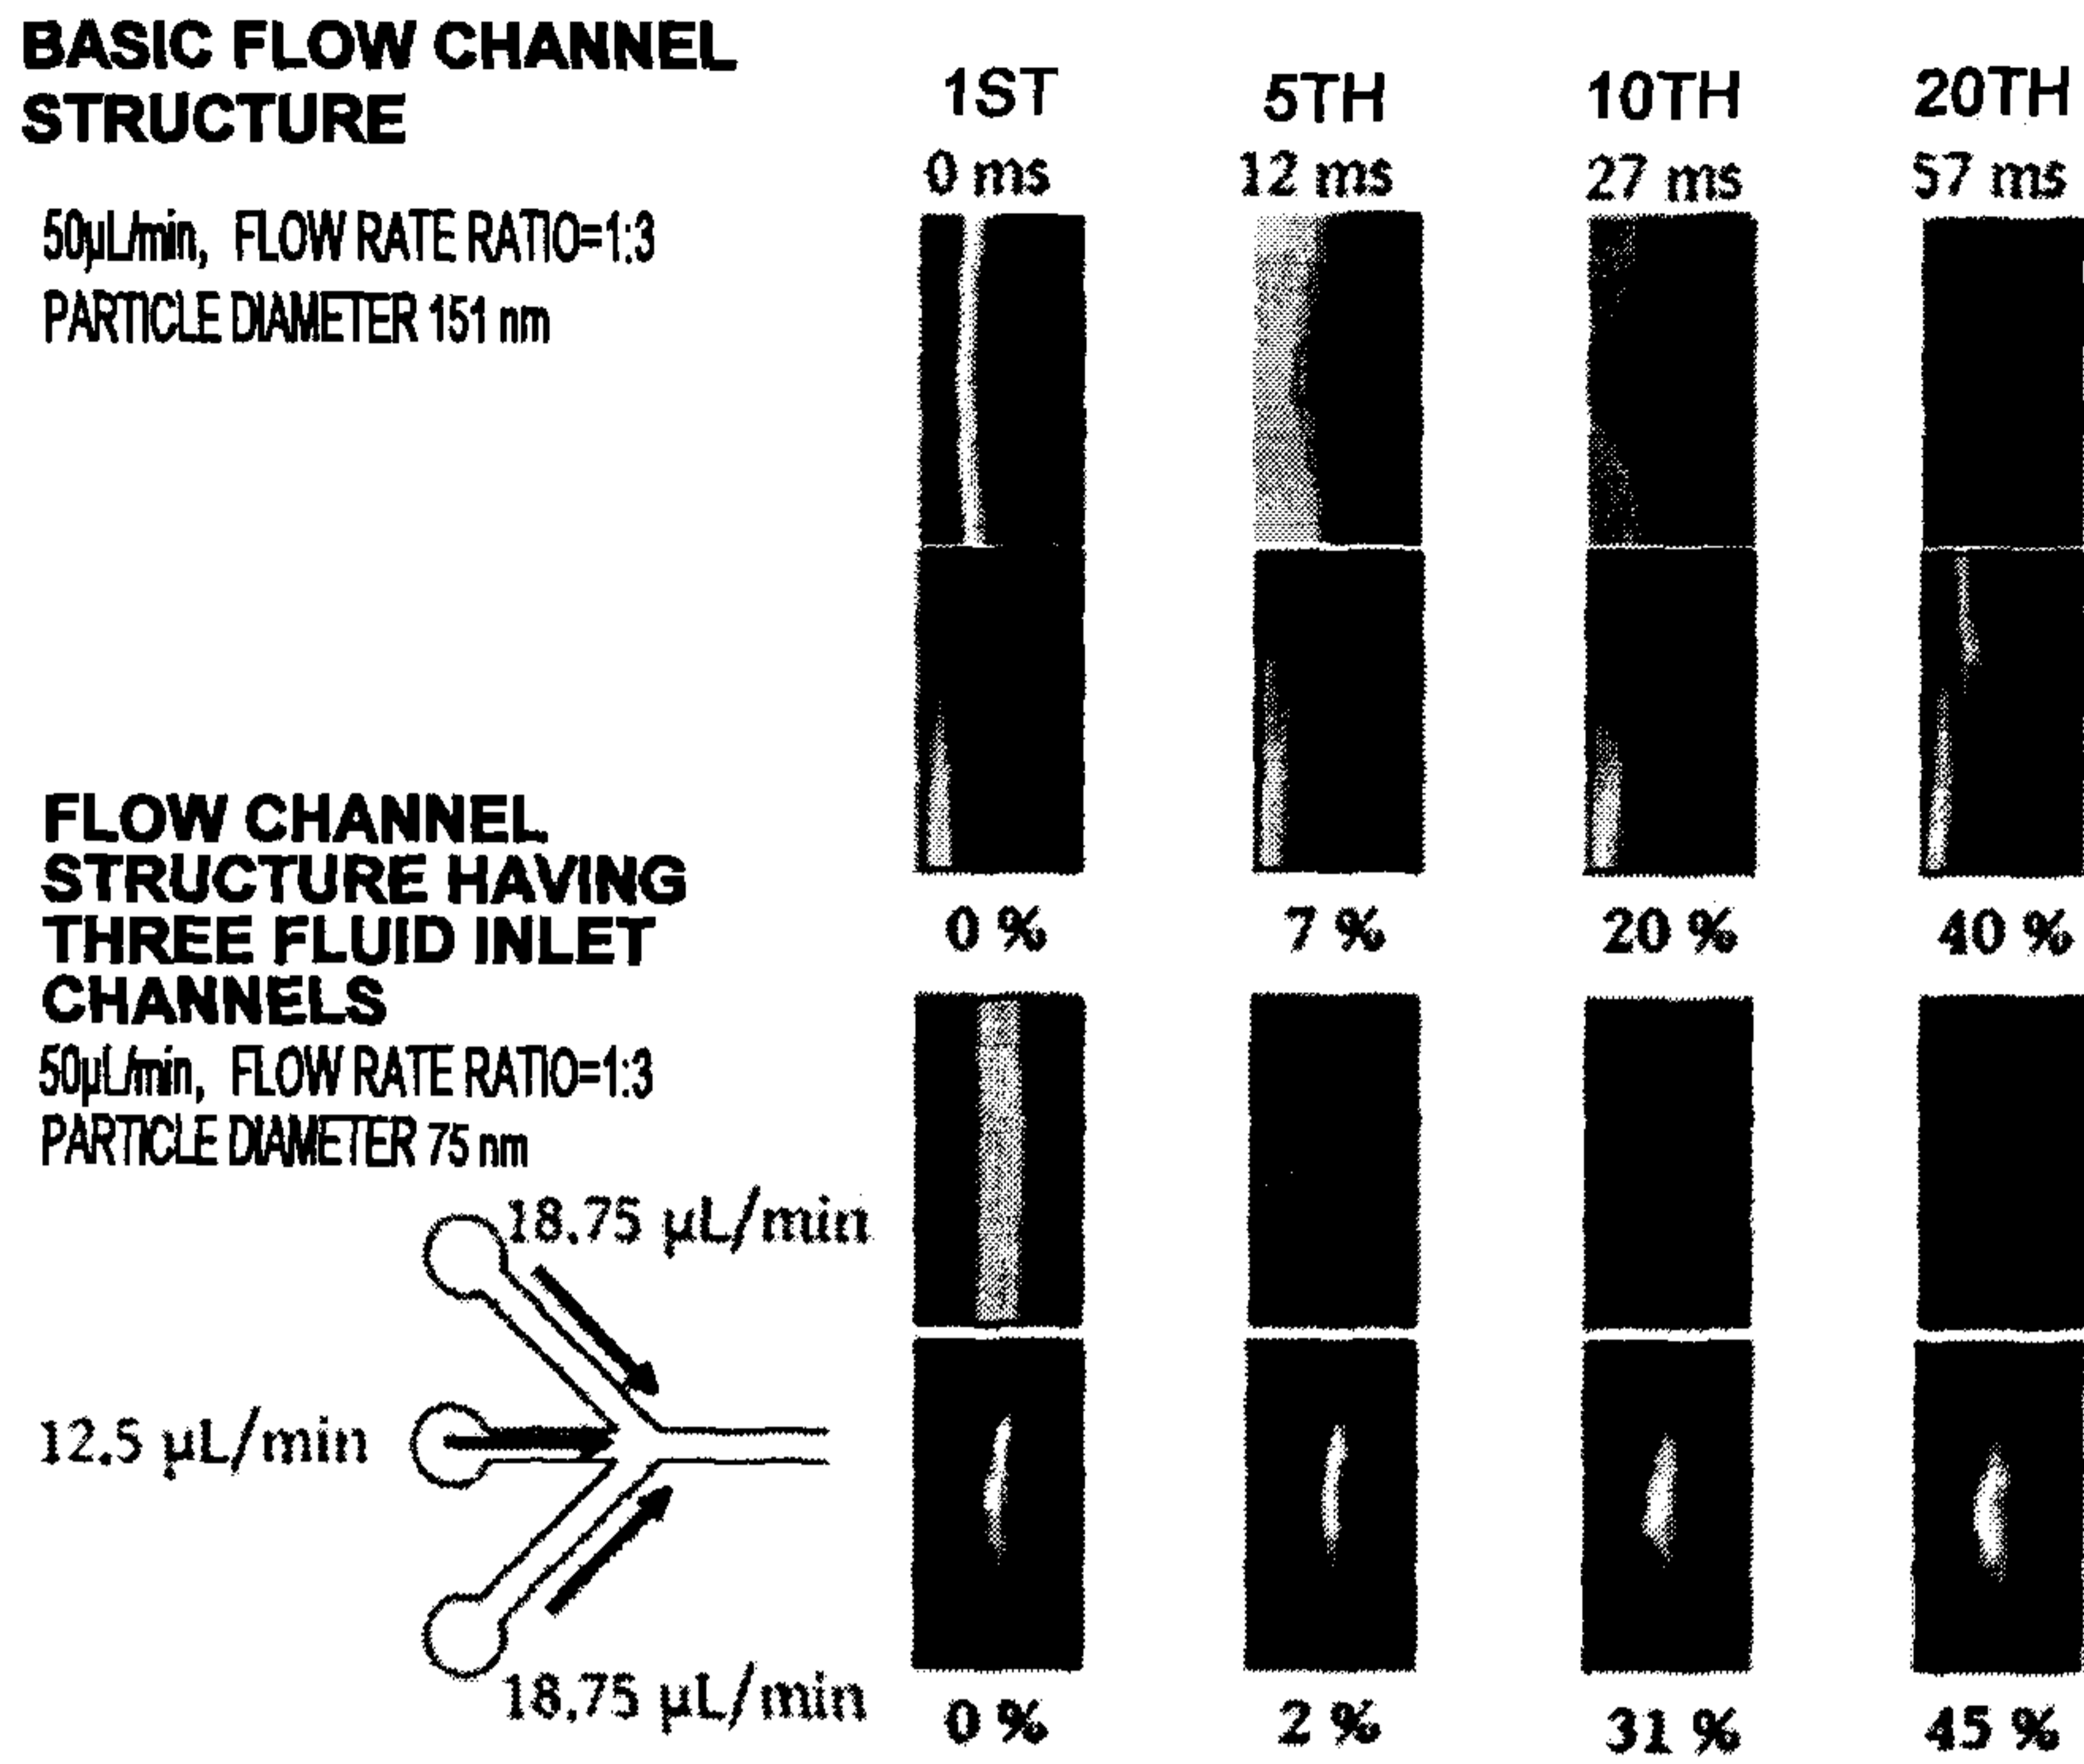 BASIC FLOW CHANNEL
STRUCTURE
1ST 5TH 10TH 20TH
0 ms 12 ms 27 ms 57 ms
50µL/min, FLOW RATE RATIO=1:3
PARTICLE DIAMETER 151 nm
FLOW CHANNEL
STRUCTURE HAVING
THREE FLUID INLET
CHANNELS
0 % 7 % 20 % 40 %
50µL/min, FLOW RATE RATIO=1:3
PARTICLE DIAMETER 75 nm
18.75 µL/min
12.5 µL/min
18.75 µL/min
0 % 2 % 31 % 45 %